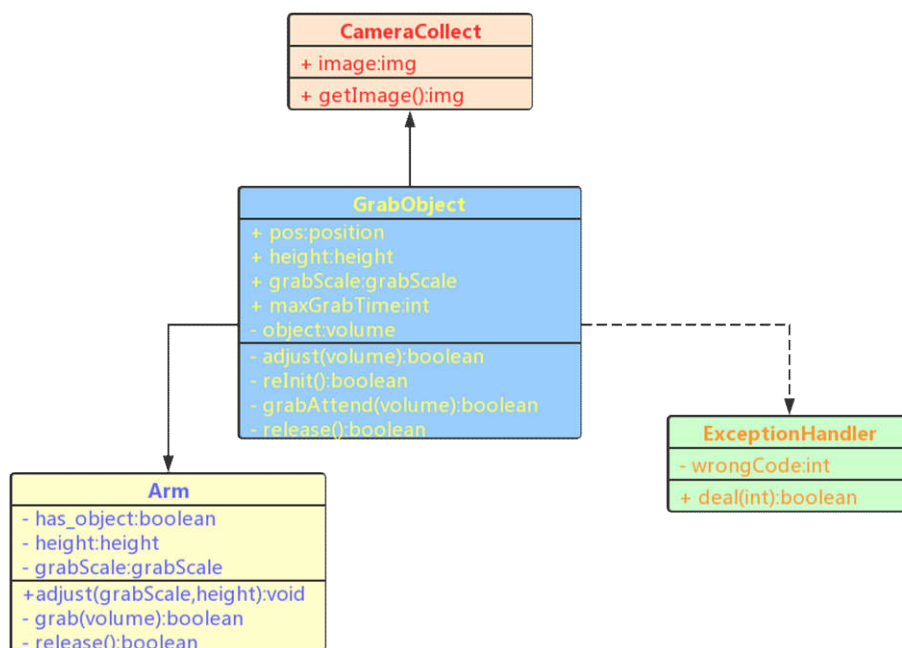 CameraCollect
+ image:img
+ getImage():img
GrabObject
+ pos:position
+ height:height
+ grabScale:grabScale
+ maxGrabTime:int
- object:volume
- adjust(volume):boolean
- reInit():boolean
- grabAttend(volume):boolean
- release():boolean
ExceptionHandler
- wrongCode:int
+ deal(int):boolean
Arm
- has_object:boolean
- height:height
- grabScale:grabScale
+adjust(grabScale,height):void
- grab(volume):boolean
- release():boolean